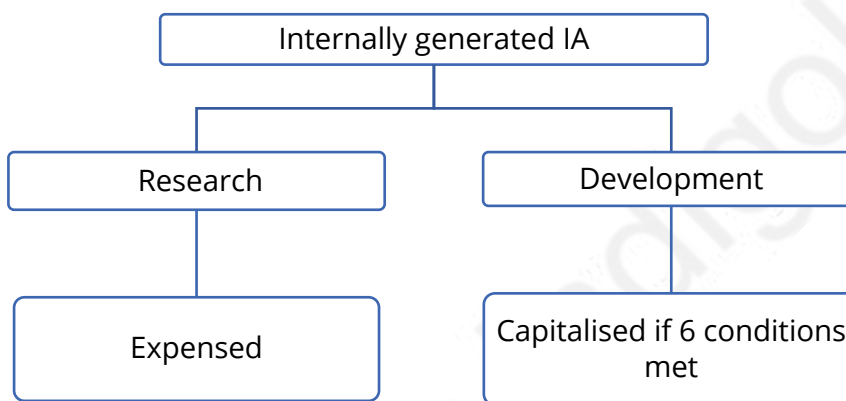 Internally generated IA
Research
Development
Expensed
Capitalised if 6 conditions
met